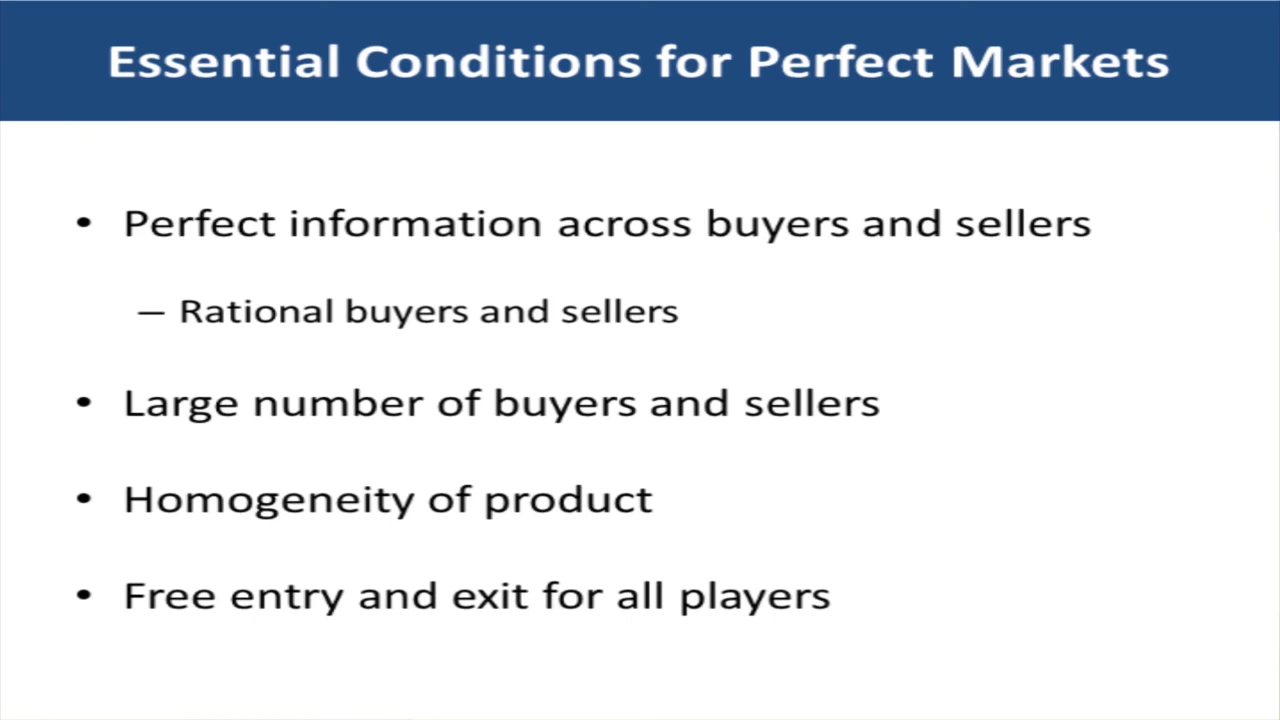 Essential Conditions for Perfect Markets
• Perfect information across buyers and sellers
– Rational buyers and sellers
• Large number of buyers and sellers
• Homogeneity of product
• Free entry and exit for all players